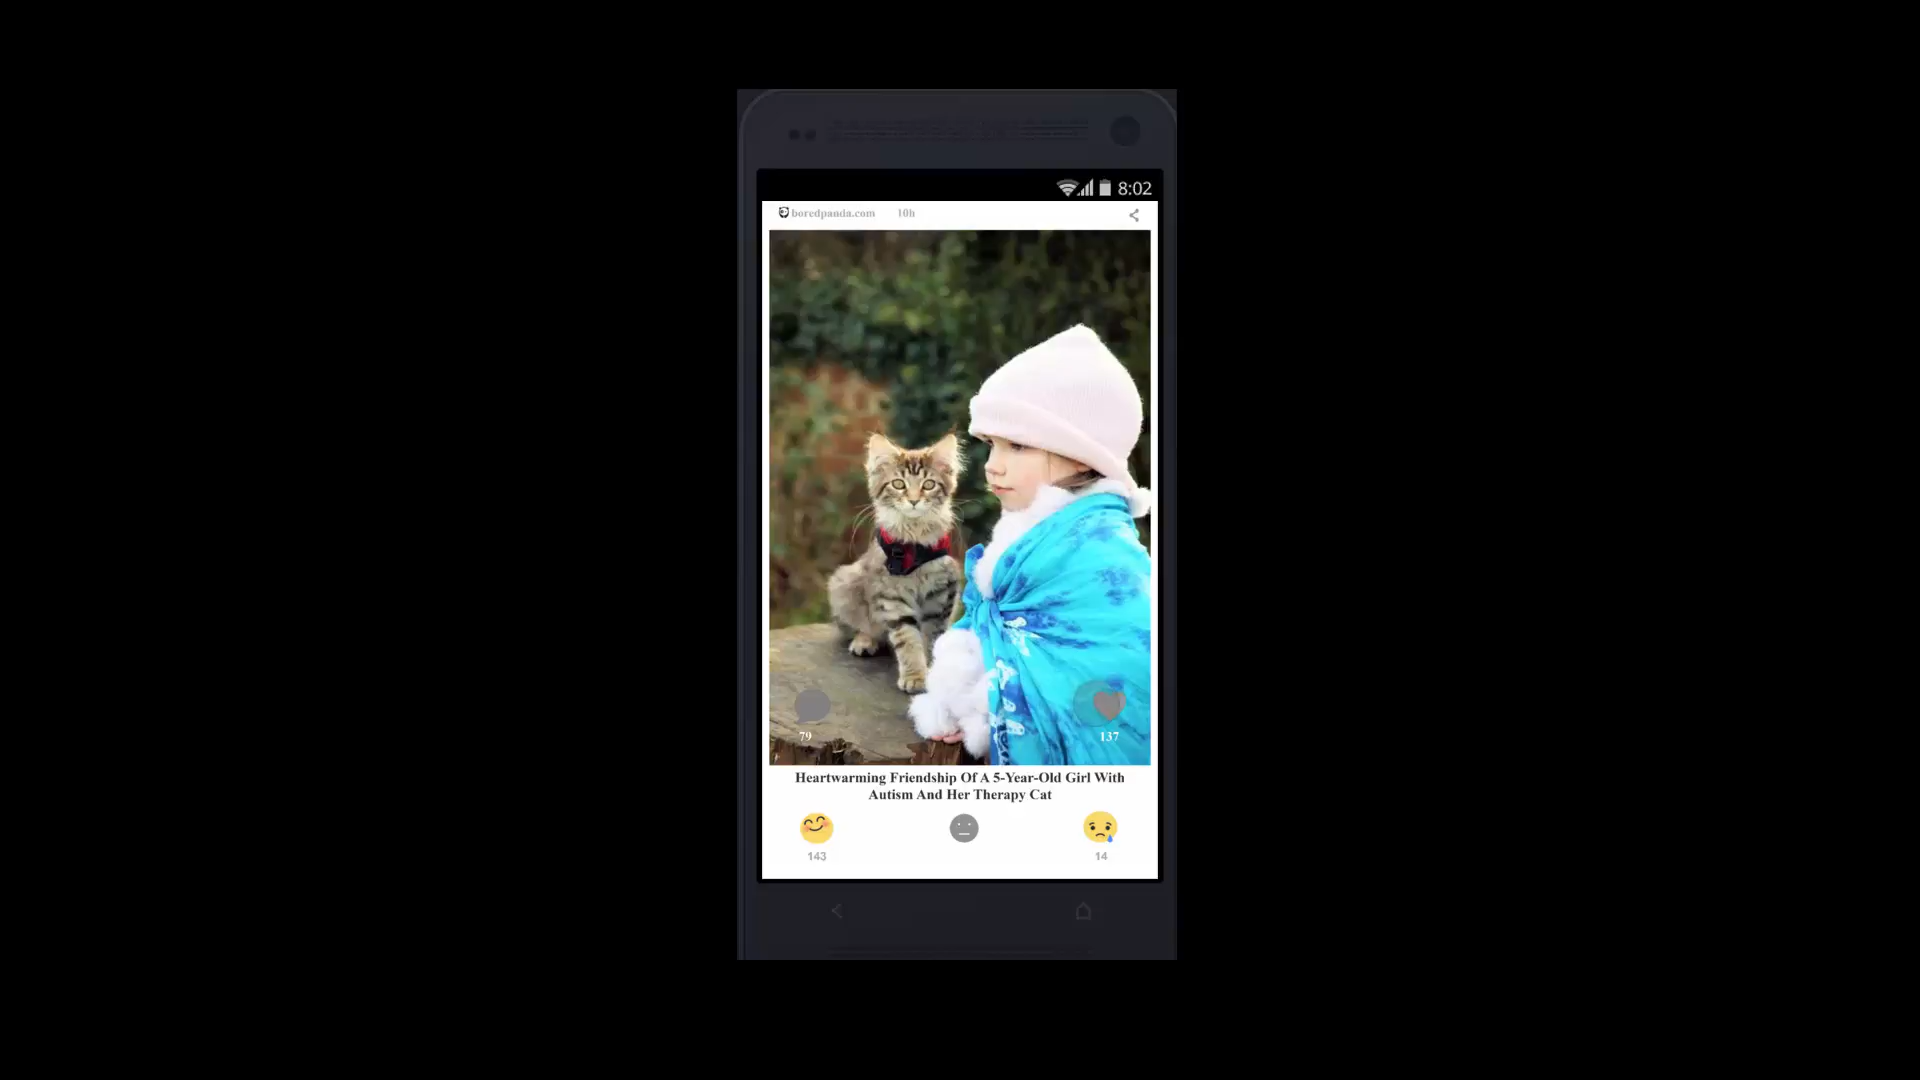 8:02
boredpanda.com 10h
79
137
Heartwarming Friendship Of A 5-Year-Old Girl With
Autism And Her Therapy Cat
143
14